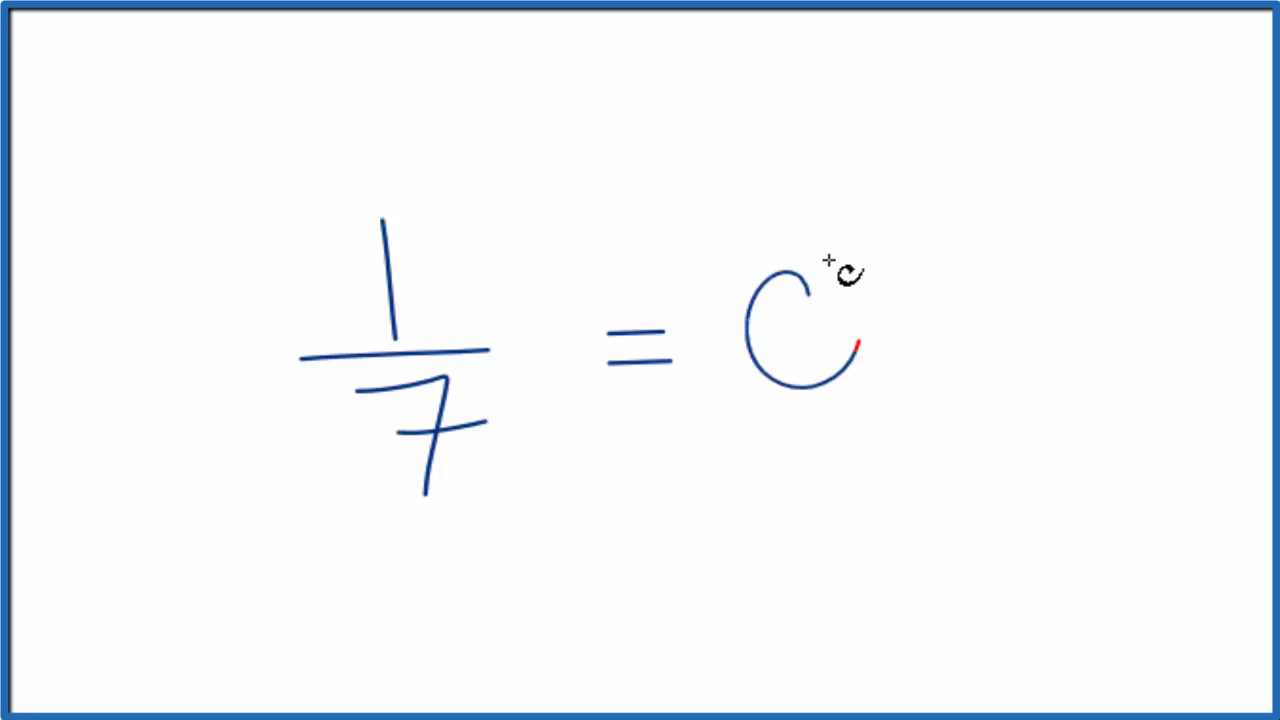 1/7 =